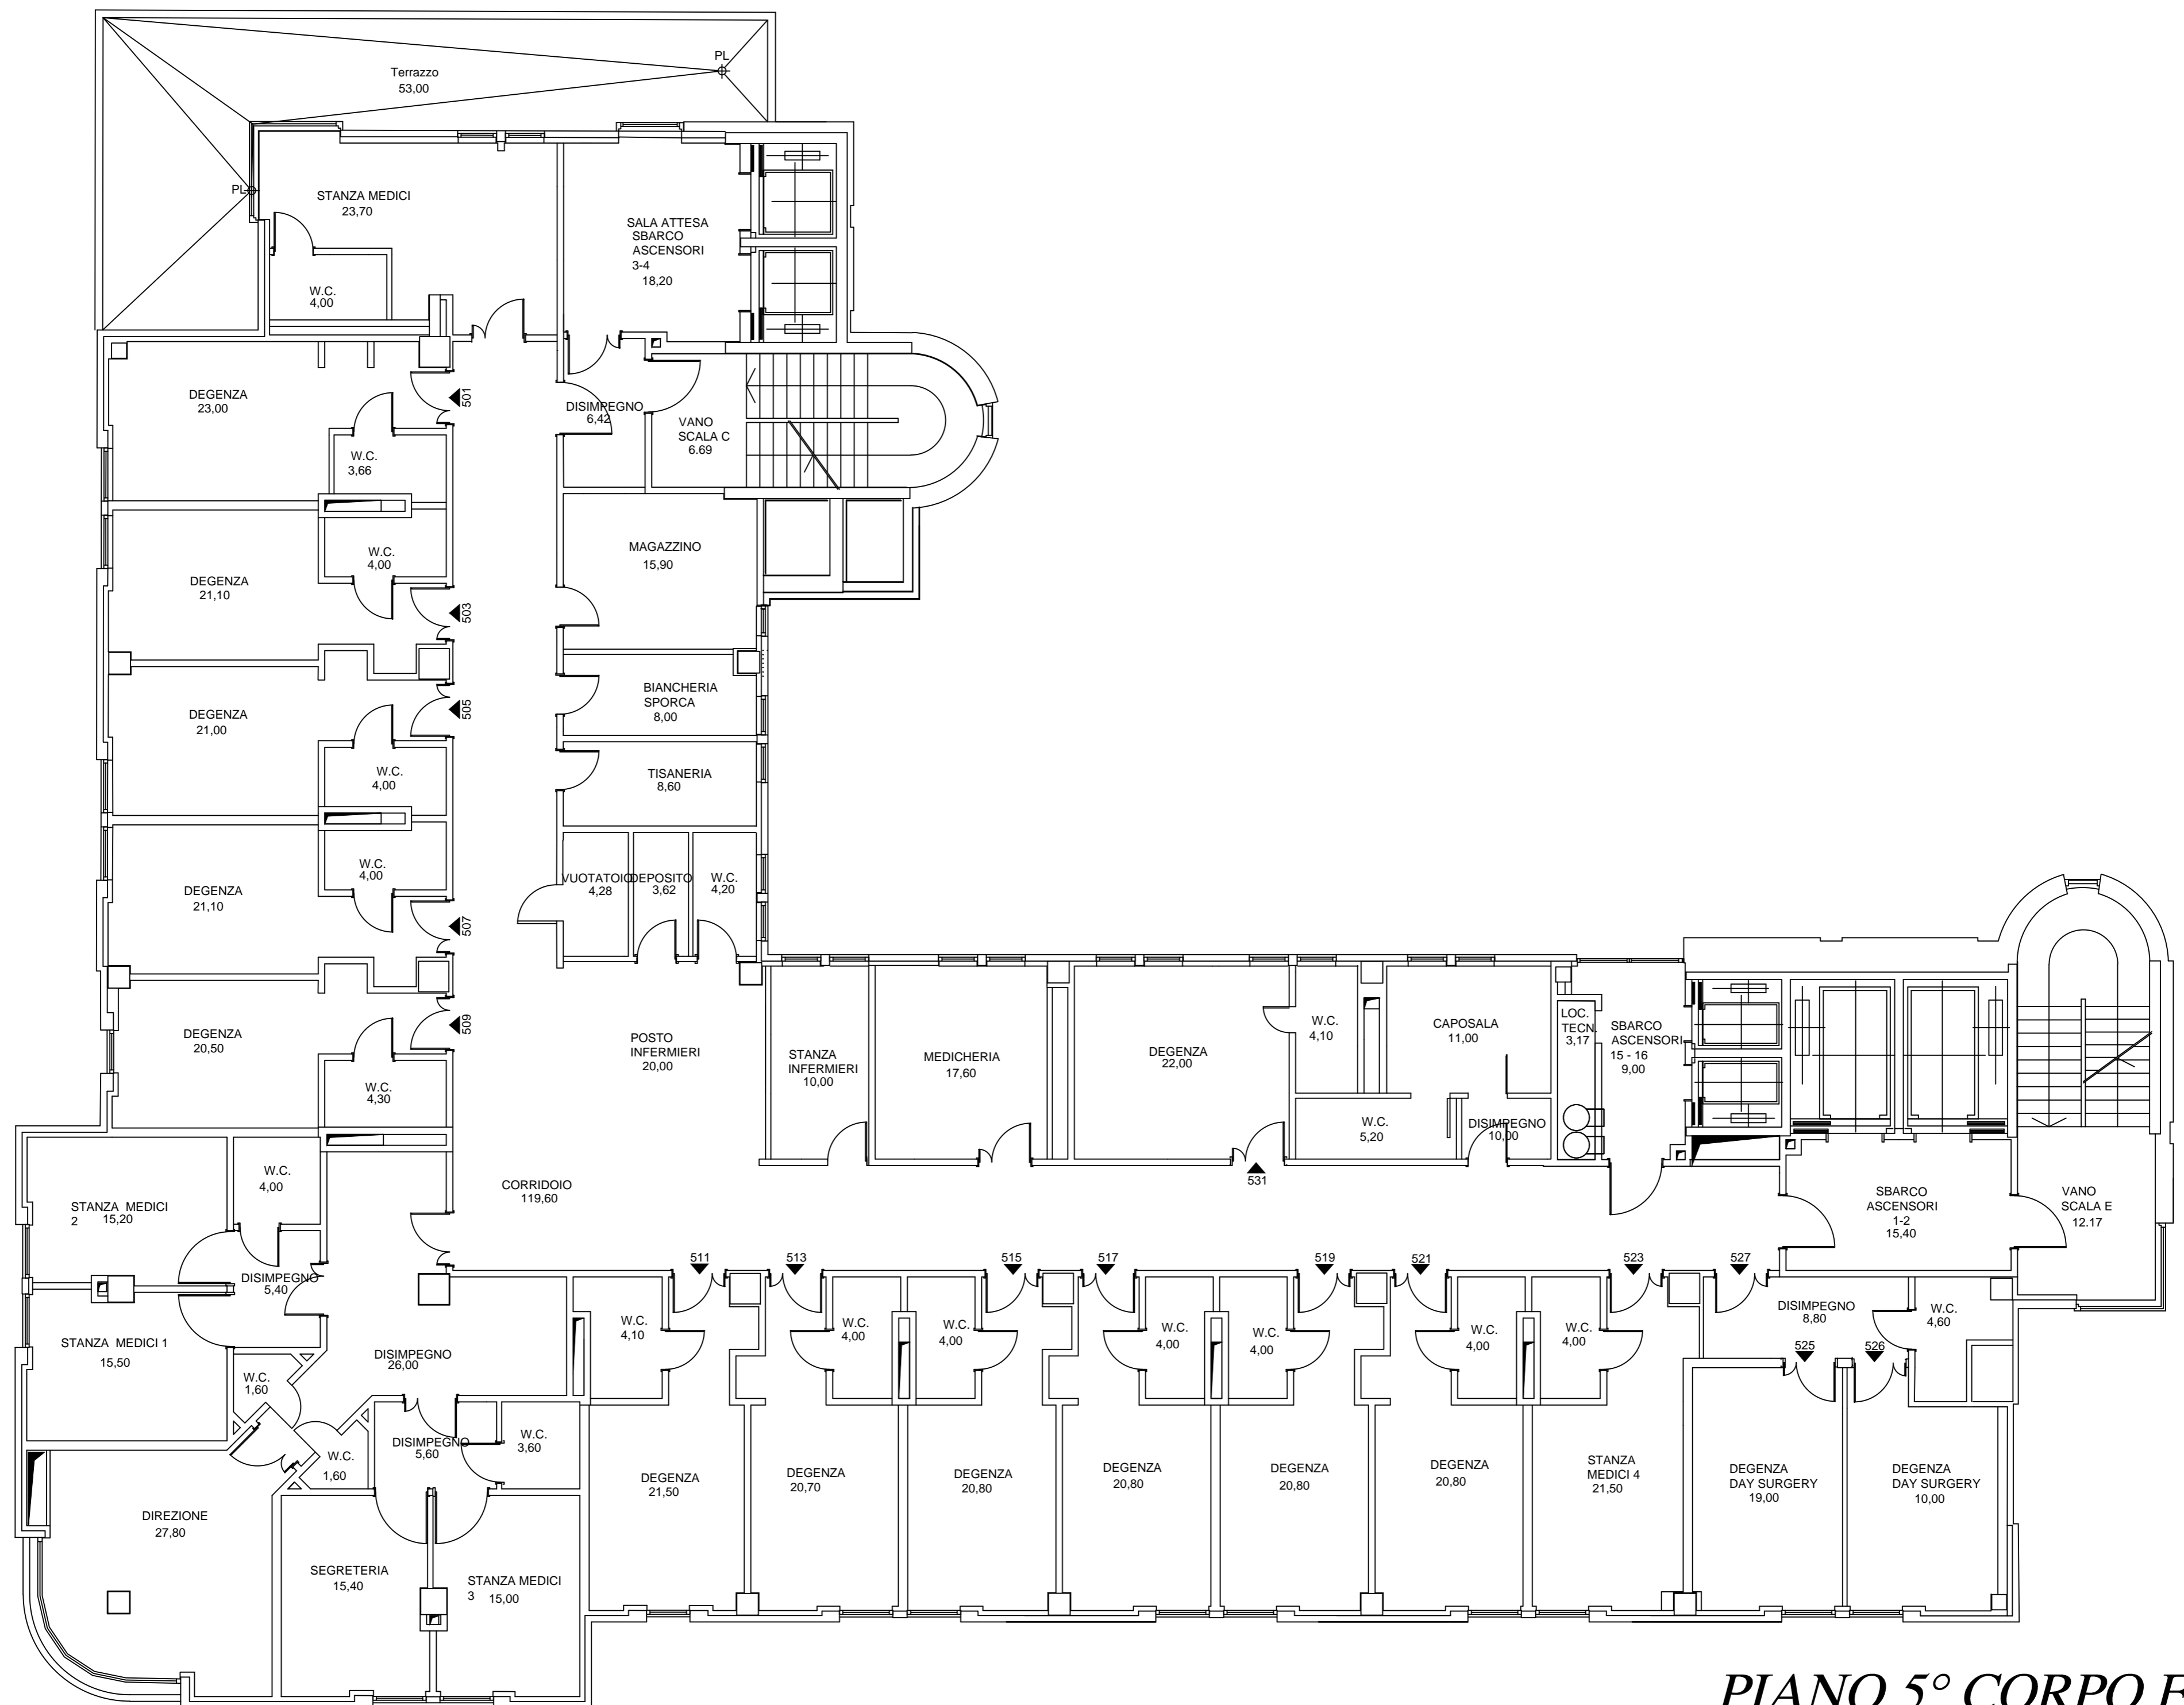 PL
Terrazzo
53,00
PL
STANZA MEDICI
23,70
SALA ATTESA
SBARCO
ASCENSORI
3-4
18,20
W.C.
4,00
DEGENZA
23,00
501
DISIMPEGNO
6,42
VANO
SCALA C
6.69
W.C.
3,66
MAGAZZINO
15,90
W.C.
4,00
DEGENZA
21,10
503
BIANCHERIA
SPORCA
8,00
DEGENZA
21,00
505
W.C.
4,00
TISANERIA
8,60
W.C.
4,00
DEGENZA
21,10
507
VUOTATOIO
4,28
DEPOSITO
3,62
W.C.
4,20
DEGENZA
20,50
509
W.C.
4,30
POSTO
INFERMIERI
20,00
STANZA
INFERMIERI
10,00
MEDICHERIA
17,60
DEGENZA
22,00
W.C.
4,10
CAPOSALA
11,00
LOC.
TECN.
3,17
SBARCO
ASCENSORI
15 - 16
9,00
W.C.
5,20
DISIMPEGNO
10,00
531
CORRIDOIO
119,60
SBARCO
ASCENSORI
1-2
15,40
VANO
SCALA E
12.17
W.C.
4,00
STANZA MEDICI
2 15,20
DISIMPEGNO
5,40
STANZA MEDICI 1
15,50
W.C.
1,60
DISIMPEGNO
26,00
511
513
515
517
519
521
523
527
W.C.
4,10
W.C.
4,00
W.C.
4,00
W.C.
4,00
W.C.
4,00
W.C.
4,00
W.C.
4,00
DISIMPEGNO
8,80
W.C.
4,60
525
526
W.C.
1,60
DISIMPEGNO
5,60
W.C.
3,60
DIREZIONE
27,80
SEGRETERIA
15,40
STANZA MEDICI
3 15,00
DEGENZA
21,50
DEGENZA
20,70
DEGENZA
20,80
DEGENZA
20,80
DEGENZA
20,80
DEGENZA
20,80
STANZA
MEDICI 4
21,50
DEGENZA
DAY SURGERY
19,00
DEGENZA
DAY SURGERY
10,00
PIANO 5° CORPO